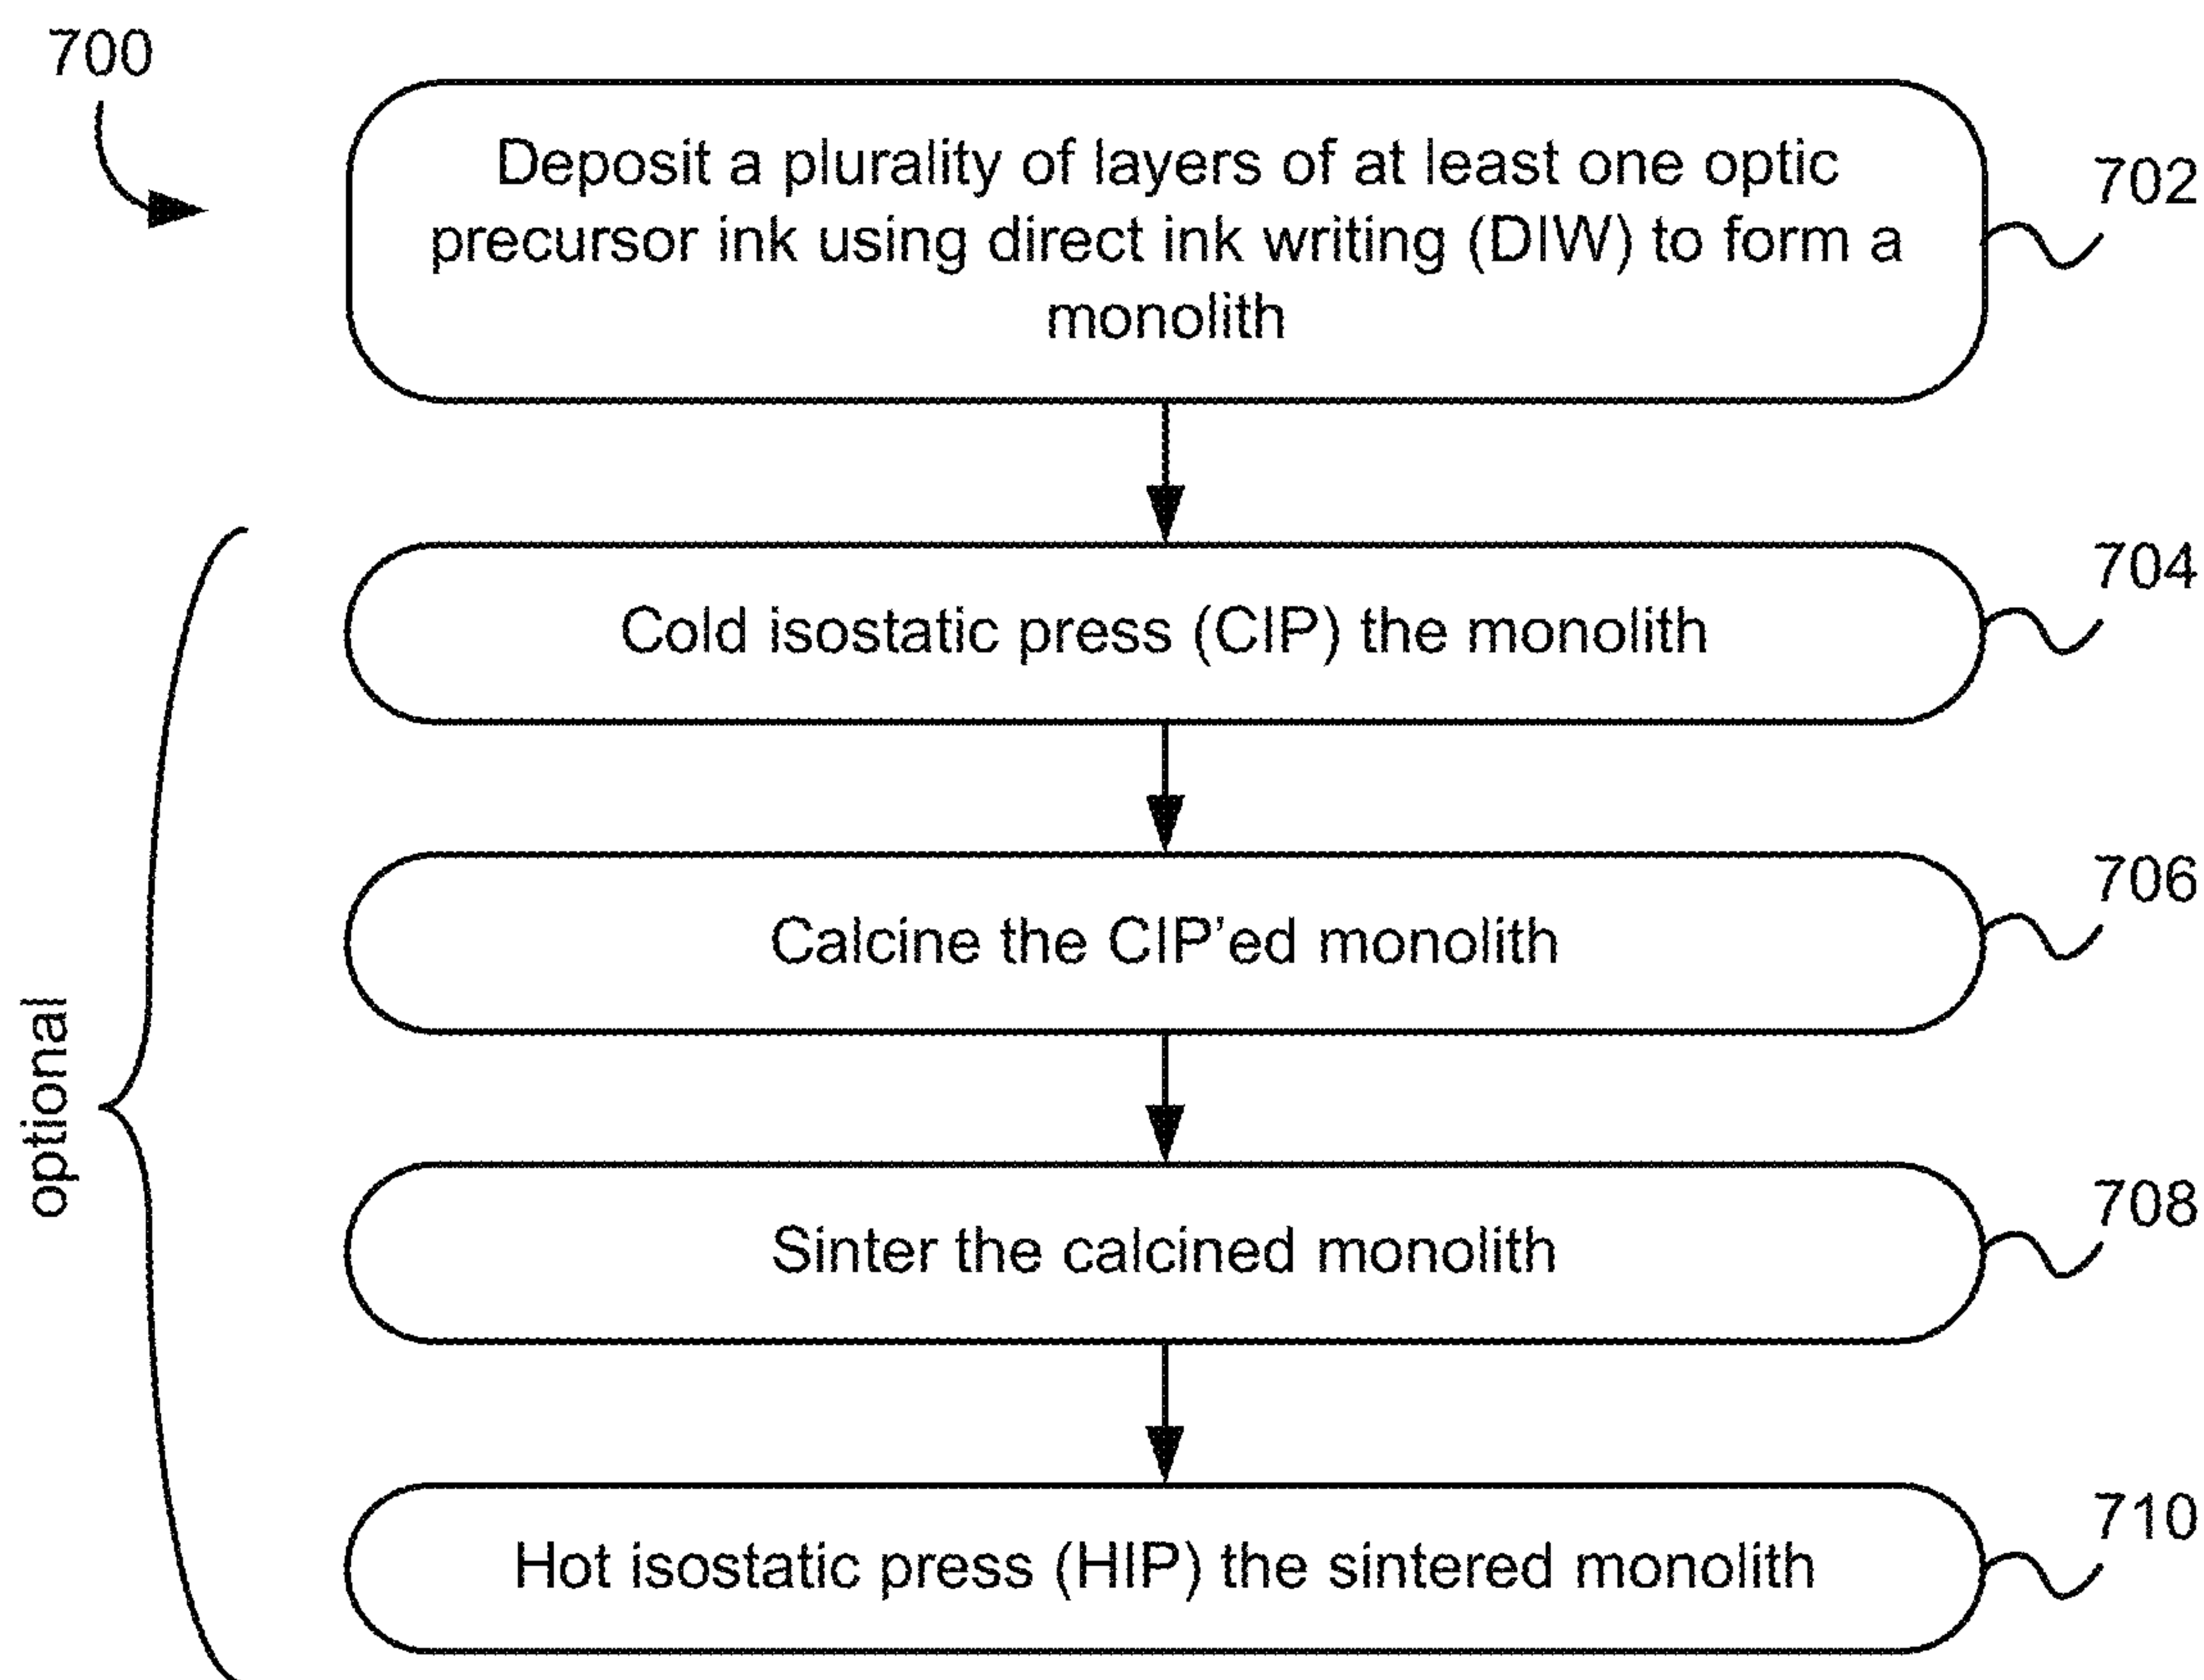 700
Deposit a plurality of layers of at least one optic
precursor ink using direct ink writing (DIW) to form a
monolith
702
Cold isostatic press (CIP) the monolith
704
Calcine the CIP’ed monolith
706
optional
Sinter the calcined monolith
708
Hot isostatic press (HIP) the sintered monolith
710